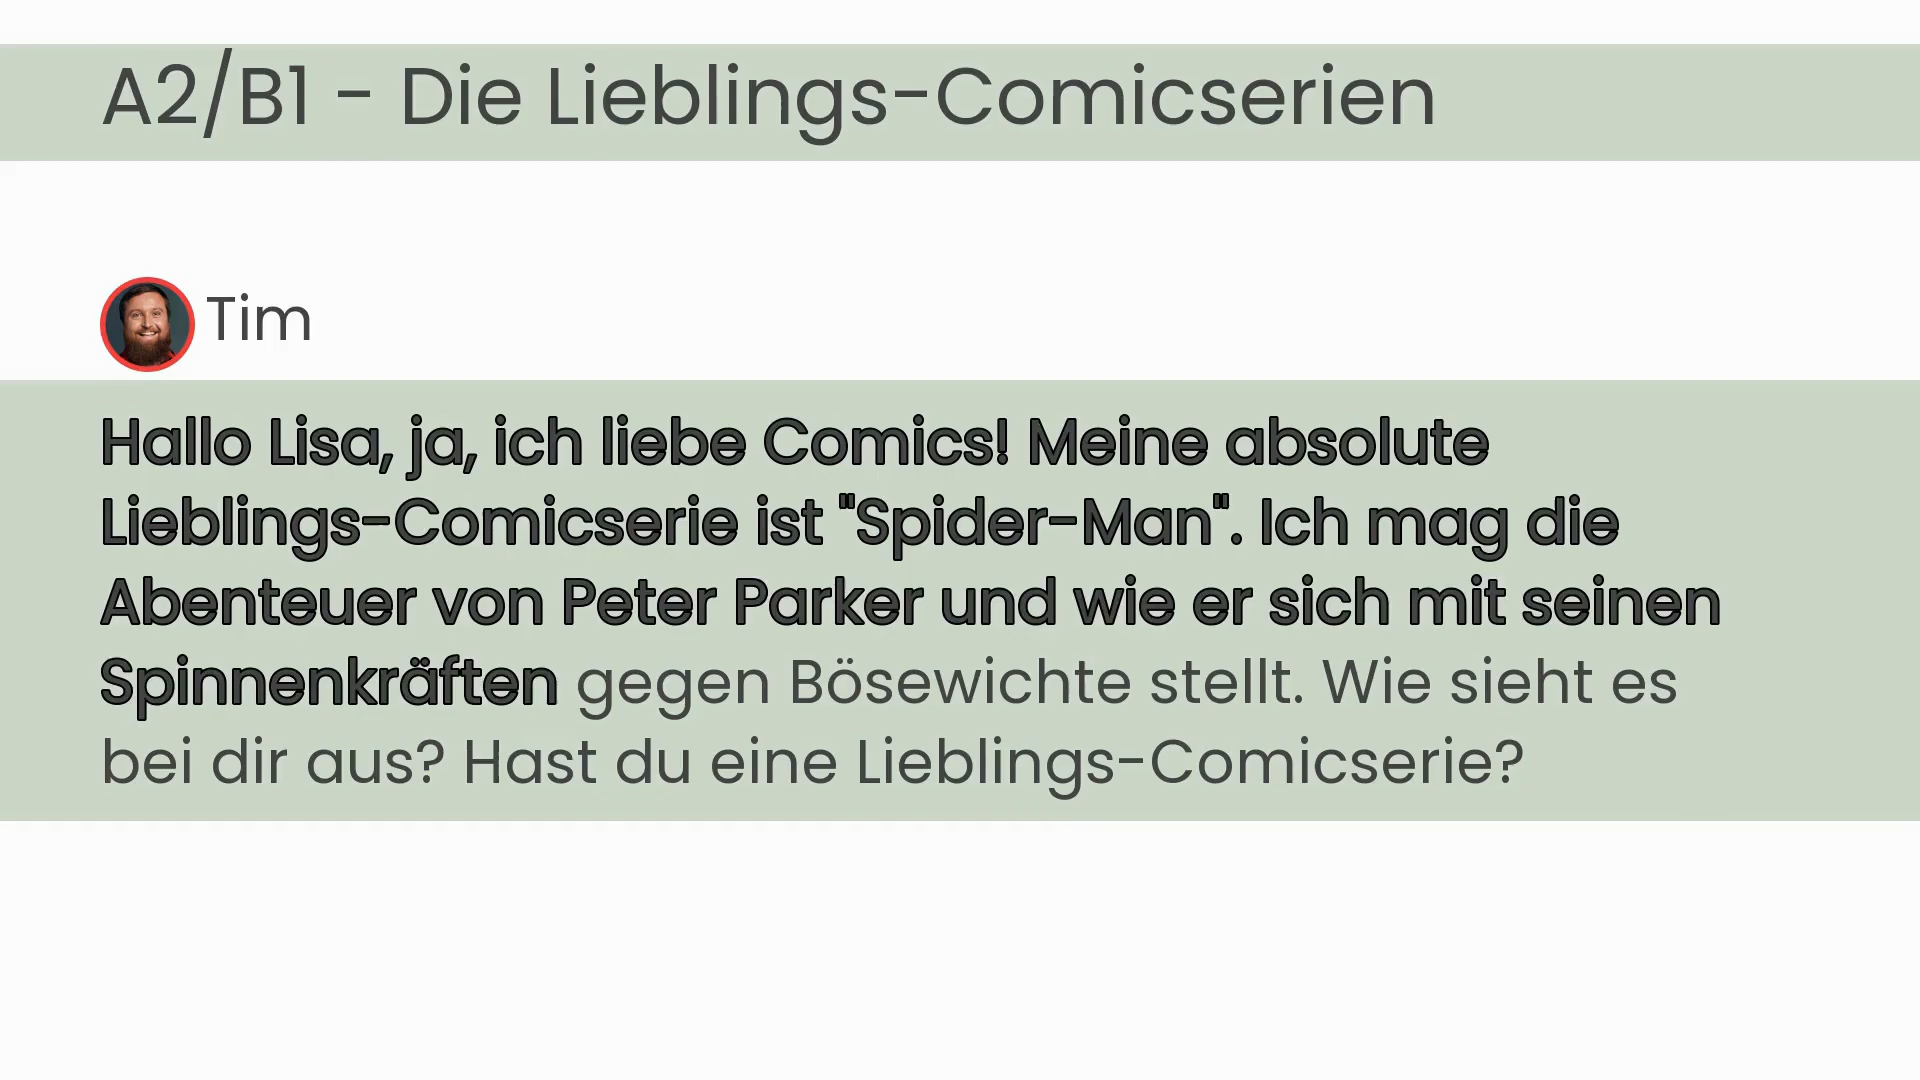 A2/B1 - Die Lieblings-Comicserien
Tim
Hallo Lisa, ja, ich liebe Comics! Meine absolute
Lieblings-Comicserie ist "Spider-Man". Ich mag die
Abenteuer von Peter Parker und wie er sich mit seinen
Spinnenkräften gegen Bösewichte stellt. Wie sieht es
bei dir aus? Hast du eine Lieblings-Comicserie?